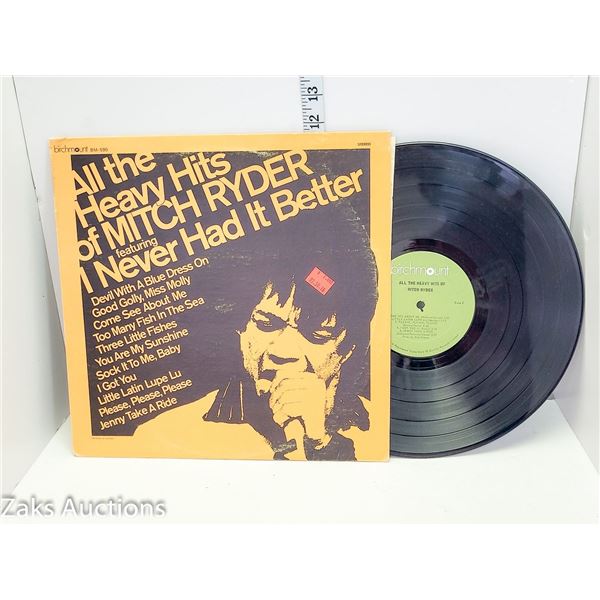 13
12
birchmount BM-590
STEREO
All the
Heavy Hits
of MITCH RYDER
featuring
I Never Had It Better
Devil With A Blue Dress On
Good Golly, Miss Molly
Come See About Me
Too Many Fish In The Sea
Three Little Fishes
You Are My Sunshine
Sock It To Me, Baby
I Got You
Little Latin Lupe Lu
Please, Please, Please
Jenny Take A Ride
birchmount
ALL THE HEAVY HITS OF
MITCH RYDER
Zaks Auctions